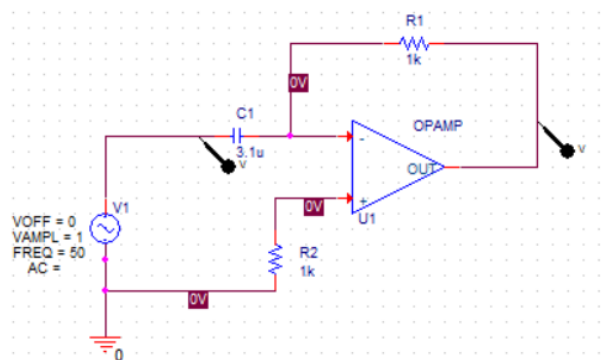 R1
1k
0V
C1
3.1u
OPAMP
-
OUT
+
U1
V
V
0V
V1
VOFF = 0
VAMPL = 1
FREQ = 50
AC =
R2
1k
0V
0